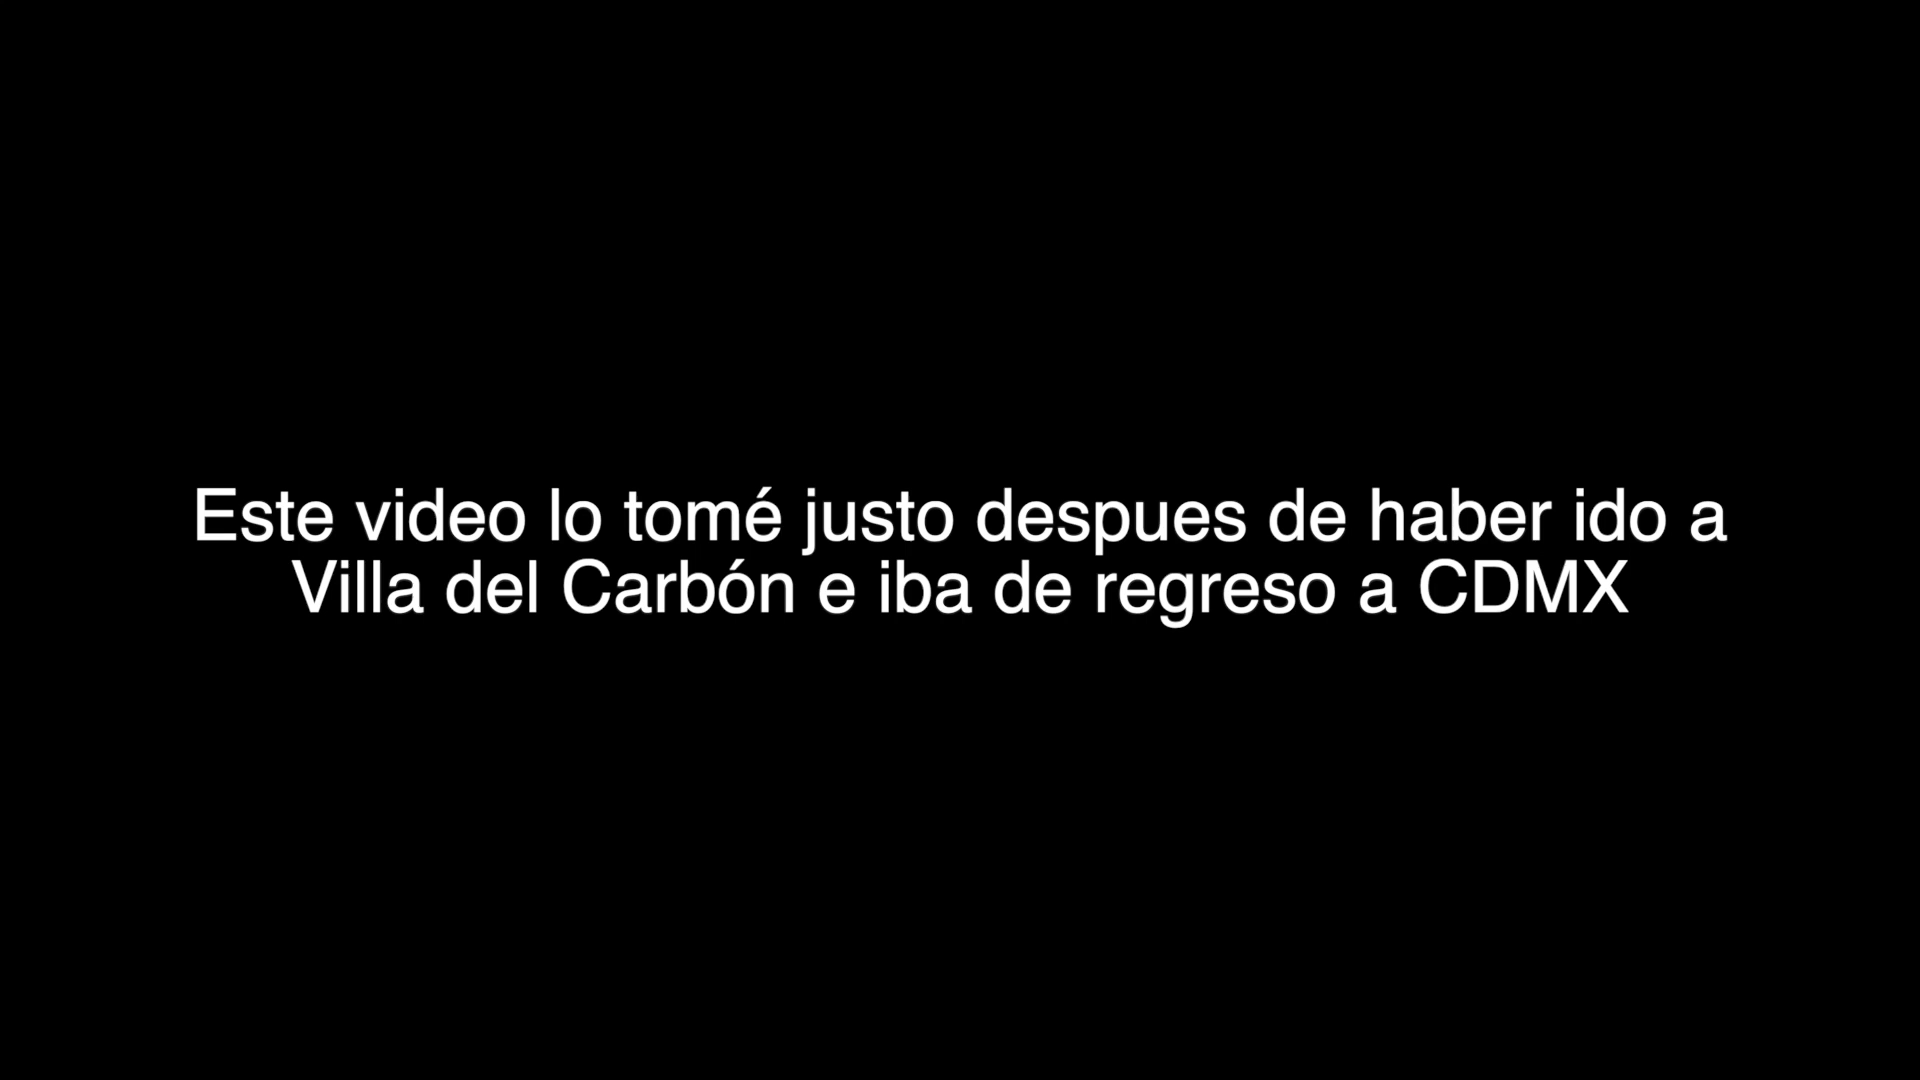 Este video lo tomé justo despues de haber ido a
Villa del Carbón e iba de regreso a CDMX